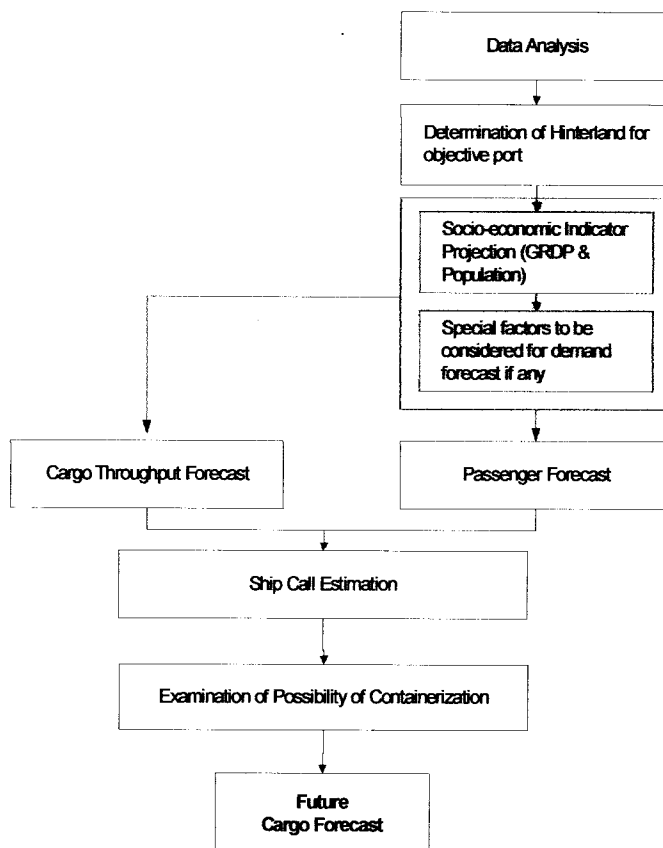 Data Analysis
Determination of Hinterland for
objective port
Socio-economic Indicator
Projection (GRDP &
Population)
Special factors to be
considered for demand
forecast if any
Cargo Throughput Forecast
Passenger Forecast
Ship Call Estimation
Examination of Possibility of Containerization
Future
Cargo Forecast